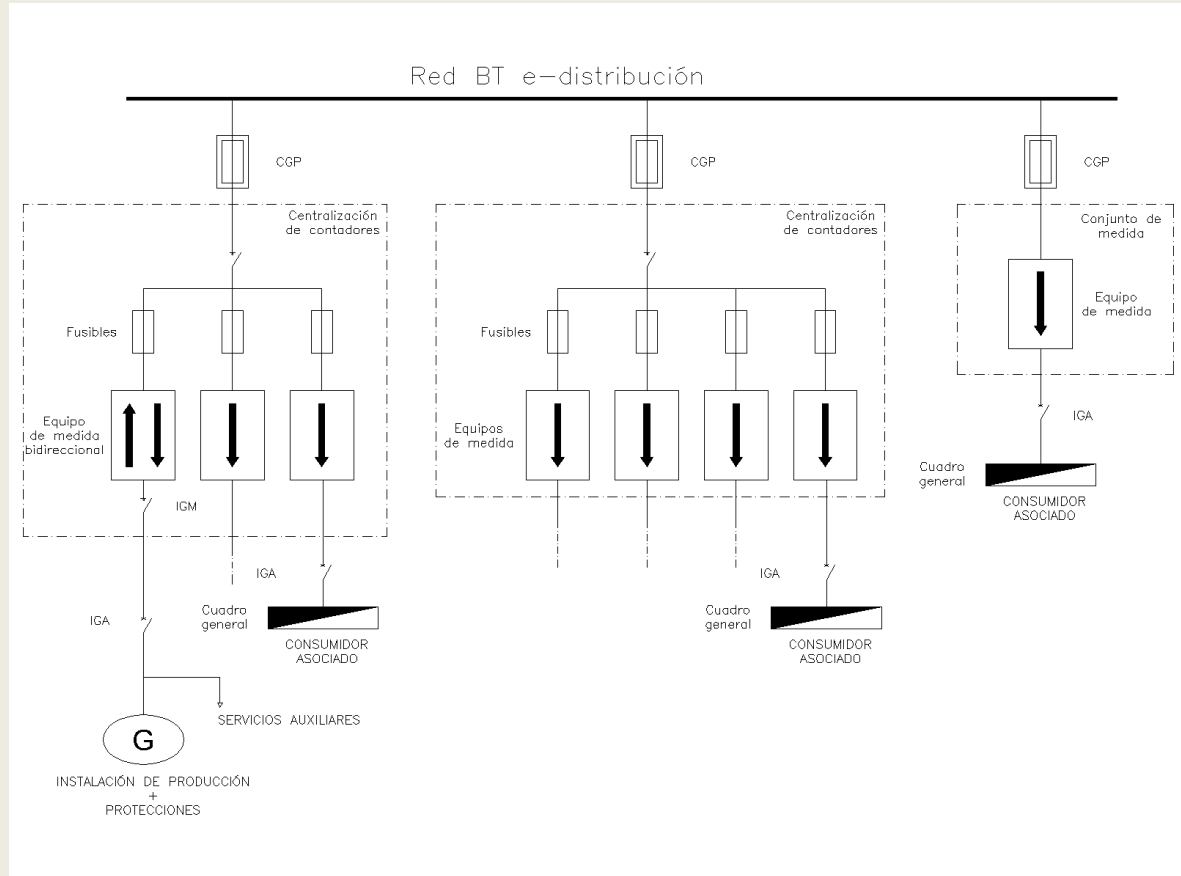 Red BT e-distribución
CGP
CGP
CGP
Centralización
de contadores
Centralización
de contadores
Conjunto de
medida
Fusibles
Fusibles
Equipo
de medida
Equipo
de medida
bidireccional
Equipos
de medida
IGM
IGA
Cuadro
general
CONSUMIDOR
ASOCIADO
IGA
IGA
IGA
Cuadro
general
CONSUMIDOR
ASOCIADO
Cuadro
general
CONSUMIDOR
ASOCIADO
SERVICIOS AUXILIARES
G
INSTALACIÓN DE PRODUCCIÓN
+
PROTECCIONES